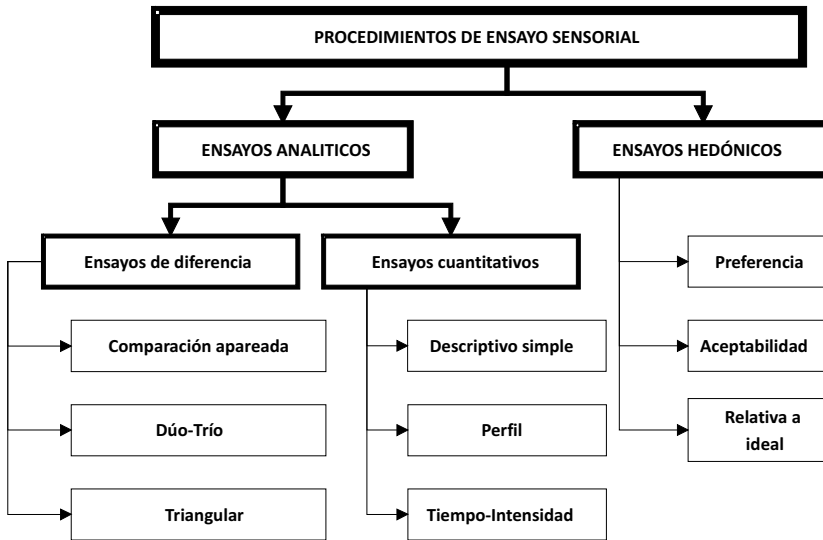 PROCEDIMIENTOS DE ENSAYO SENSORIAL
ENSAYOS ANALITICOS
ENSAYOS HEDÓNICOS
Ensayos de diferencia
Ensayos cuantitativos
Preferencia
Comparación apareada
Descriptivo simple
Aceptabilidad
Dúo-Trío
Perfil
Relativa a
ideal
Triangular
Tiempo-Intensidad